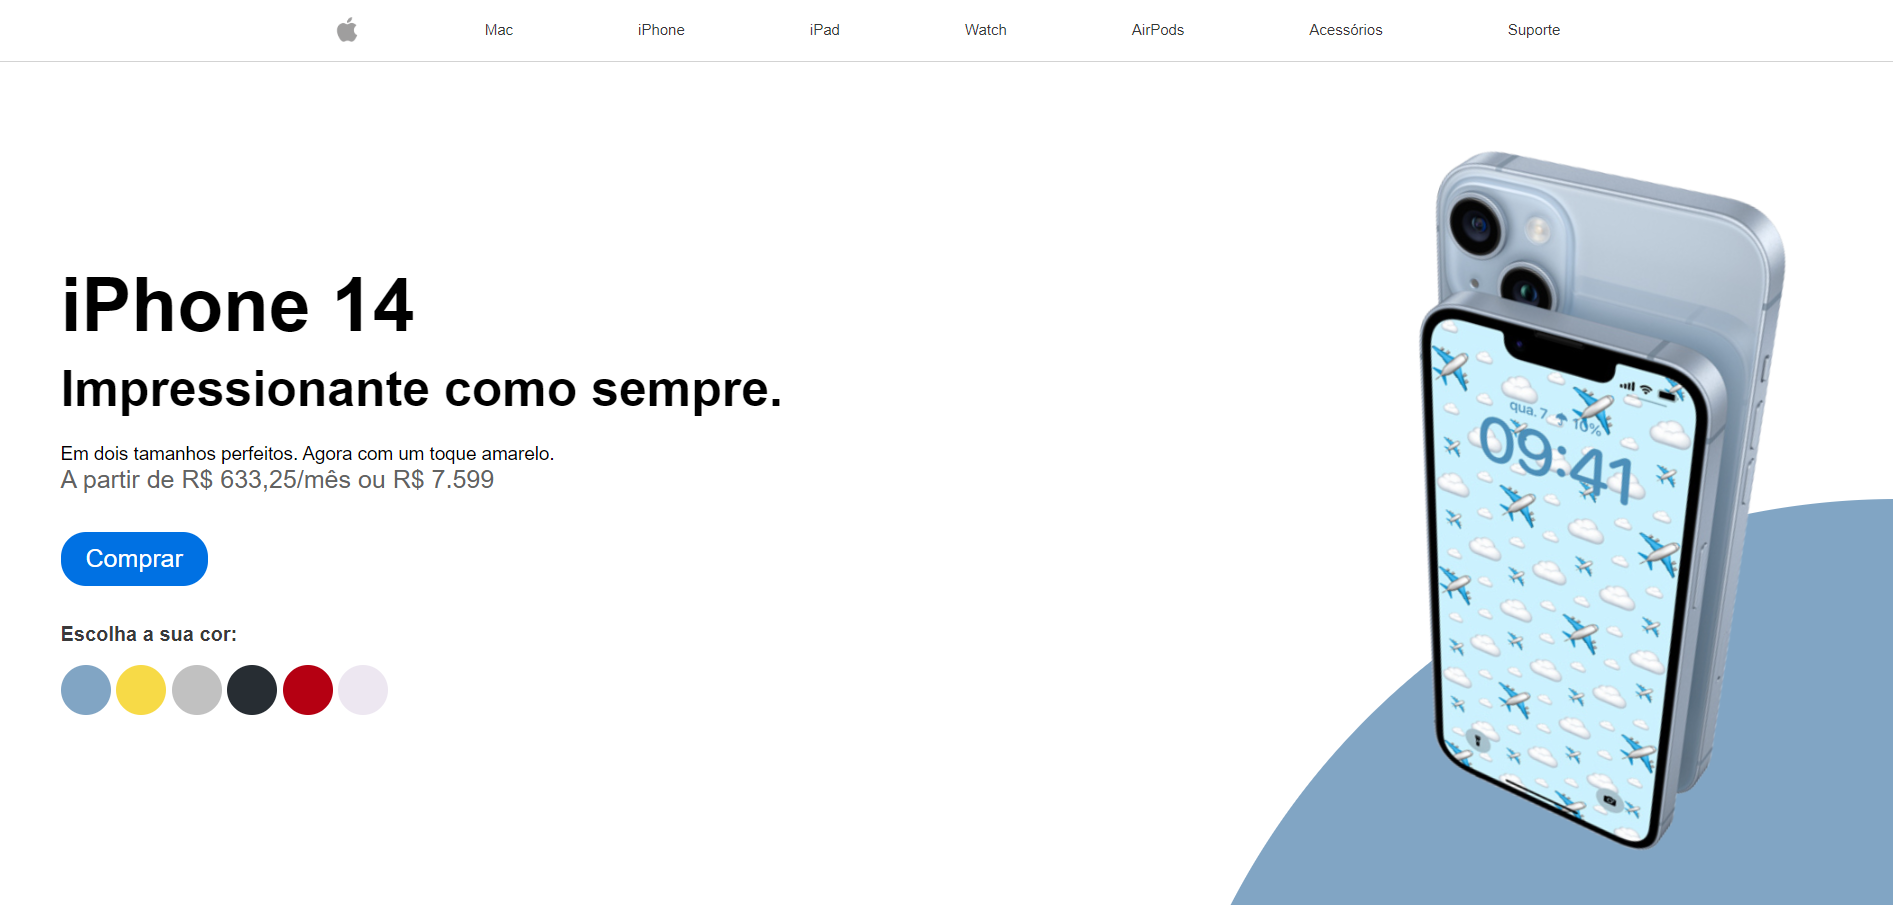 Mac iPhone iPad Watch AirPods Acessórios Suporte
iPhone 14
Impressionante como sempre.
Em dois tamanhos perfeitos. Agora com um toque amarelo.
A partir de R$ 633,25/mês ou R$ 7.599
Comprar
Escolha a sua cor:
qua. 7 10%
09:41